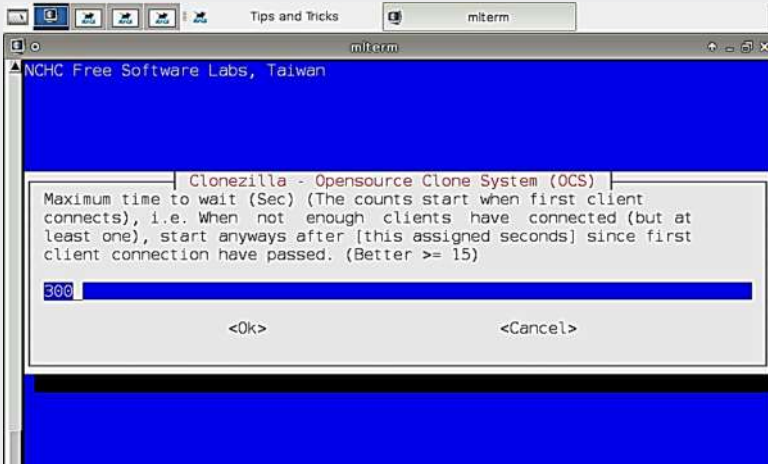 Tips and Tricks
mlterm
mlterm
NCHC Free Software Labs, Taiwan
Clonezilla - Opensource Clone System (OCS)
Maximum time to wait (Sec) (The counts start when first client
connects), i.e. When not enough clients have connected (but at
least one), start anyways after [this assigned seconds] since first
client connection have passed. (Better >= 15)
300
<Ok> <Cancel>